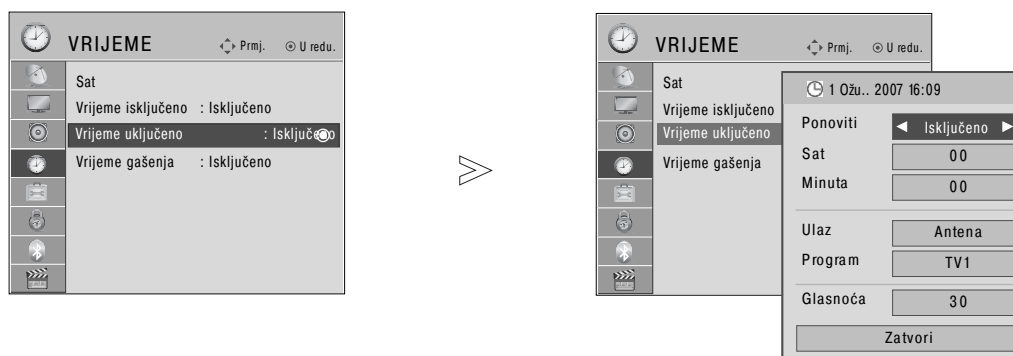 VRIJEME Prmj. U redu.
Sat
Vrijeme isključeno : Isključeno
Vrijeme uključeno : Isključeno
Vrijeme gašenja : Isključeno
VRIJEME Prmj. U redu.
Sat
Vrijeme isključeno
Vrijeme uključeno
Vrijeme gašenja
1 Ožu.. 2007 16:09
Ponoviti ◀ Isključeno ▶
Sat 00
Minuta 00
Ulaz Antena
Program TV1
Glasnoća 30
Zatvori